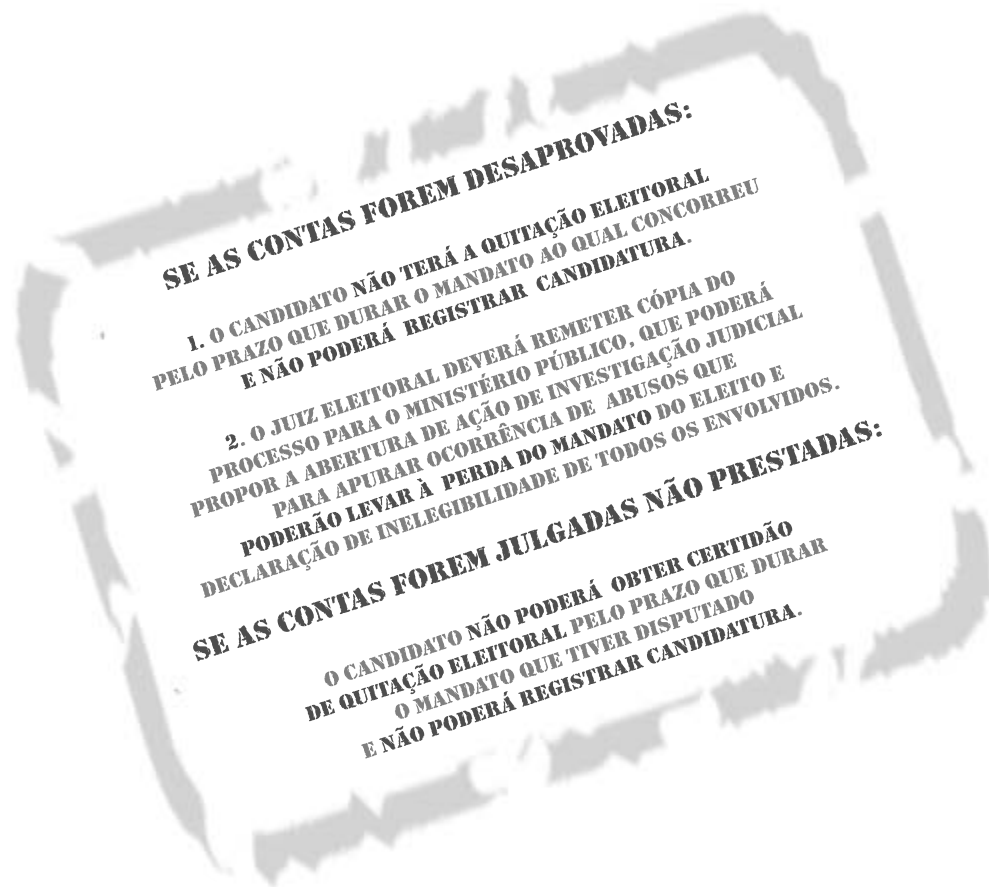 SE AS CONTAS FOREM DESAPROVADAS:
1. O CANDIDATO NÃO TERÁ A QUITAÇÃO ELEITORAL
PELO PRAZO QUE DURAR O MANDATO AO QUAL CONCORREU
E NÃO PODERÁ REGISTRAR CANDIDATURA.
2. O JUIZ ELEITORAL DEVERÁ REMETER CÓPIA DO
PROCESSO PARA O MINISTÉRIO PÚBLICO, QUE PODERÁ
PROPOR A ABERTURA DE AÇÃO DE INVESTIGAÇÃO JUDICIAL
PARA APURAR OCORRÊNCIA DE ABUSOS QUE
PODERÃO LEVAR À PERDA DO MANDATO DO ELEITO E
DECLARAÇÃO DE INELEGIBILIDADE DE TODOS OS ENVOLVIDOS.
SE AS CONTAS FOREM JULGADAS NÃO PRESTADAS:
O CANDIDATO NÃO PODERÁ OBTER CERTIDÃO
DE QUITAÇÃO ELEITORAL PELO PRAZO QUE DURAR
O MANDATO QUE TIVER DISPUTADO
E NÃO PODERÁ REGISTRAR CANDIDATURA.